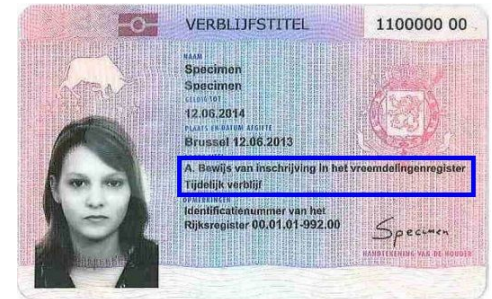 VERBLIJFSTITEL 1100000 00
NAAM
Specimen
Specimen
GELDIG TOT
12.06.2014
PLAATS EN DATUM AFGIFTE
Brussel 12.06.2013
A. Bewijs van inschrijving in het vreemdelingenregister
Tijdelijk verblijf
OPMERKINGEN
Identificatienummer van het
Rijksregister 00.01.01-992.00
Specimen
HANDTEKENING VAN DE HOUDER